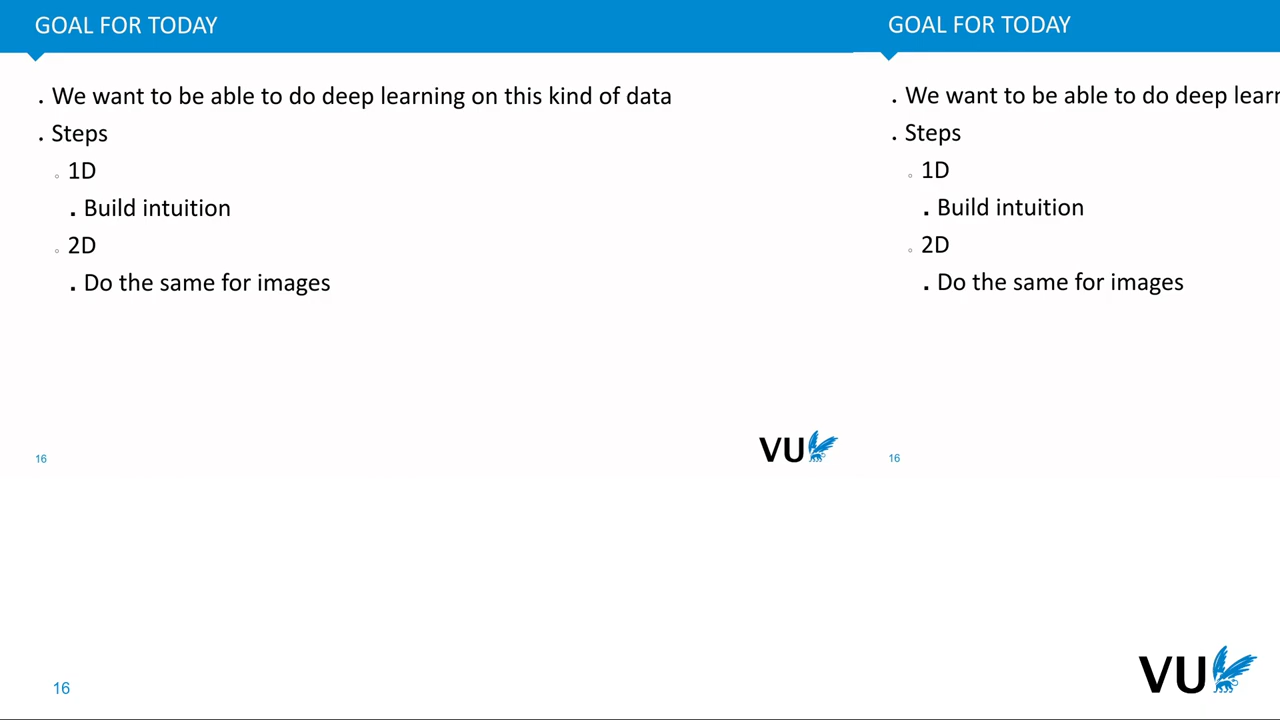 GOAL FOR TODAY
. We want to be able to do deep learning on this kind of data
. Steps
◦ 1D
. Build intuition
◦ 2D
. Do the same for images
16
VU
GOAL FOR TODAY
. We want to be able to do deep lear
. Steps
◦ 1D
. Build intuition
◦ 2D
. Do the same for images
16
16
VU